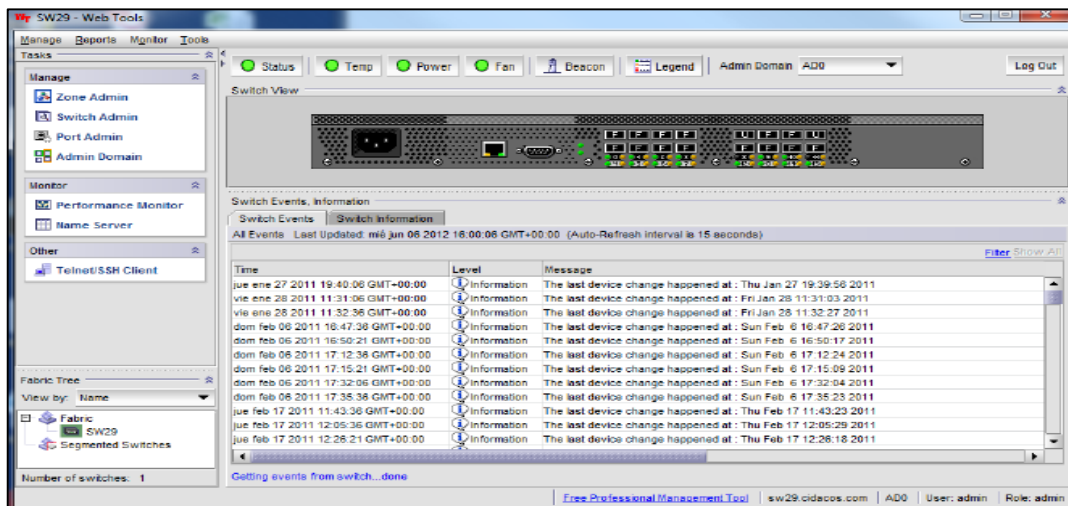 SW29 - Web Tools
Manage Reports Monitor Tools
Tasks
Manage
Zone Admin
Switch Admin
Port Admin
Admin Domain
Monitor
Performance Monitor
Name Server
Other
Telnet/SSH Client
Fabric Tree
View by: Name
Fabric
SW29
Segmented Switches
Number of switches: 1
Status Temp Power Fan Beacon Legend Admin Domain AD0 Log Out
Switch View
Switch Events, Information
Switch Events Switch Information
All Events Last Updated: mié jun 06 2012 16:00:06 GMT+00:00 (Auto-Refresh interval is 15 seconds)
Filter Show All
Time Level Message
jue ene 27 2011 19:40:06 GMT+00:00 Information The last device change happened at : Thu Jan 27 19:39:56 2011
vie ene 28 2011 11:31:06 GMT+00:00 Information The last device change happened at : Fri Jan 28 11:31:03 2011
vie ene 28 2011 11:32:36 GMT+00:00 Information The last device change happened at : Fri Jan 28 11:32:27 2011
dom feb 06 2011 16:47:36 GMT+00:00 Information The last device change happened at : Sun Feb 6 16:47:26 2011
dom feb 06 2011 16:50:21 GMT+00:00 Information The last device change happened at : Sun Feb 6 16:50:17 2011
dom feb 06 2011 17:12:36 GMT+00:00 Information The last device change happened at : Sun Feb 6 17:12:24 2011
dom feb 06 2011 17:15:21 GMT+00:00 Information The last device change happened at : Sun Feb 6 17:15:09 2011
dom feb 06 2011 17:32:06 GMT+00:00 Information The last device change happened at : Sun Feb 6 17:32:04 2011
dom feb 06 2011 17:35:36 GMT+00:00 Information The last device change happened at : Sun Feb 6 17:35:23 2011
jue feb 17 2011 11:43:36 GMT+00:00 Information The last device change happened at : Thu Feb 17 11:43:23 2011
jue feb 17 2011 12:05:36 GMT+00:00 Information The last device change happened at : Thu Feb 17 12:05:29 2011
jue feb 17 2011 12:26:21 GMT+00:00 Information The last device change happened at : Thu Feb 17 12:26:18 2011
Getting events from switch...done
Free Professional Management Tool sw29.cidacos.com AD0 User: admin Role: admin